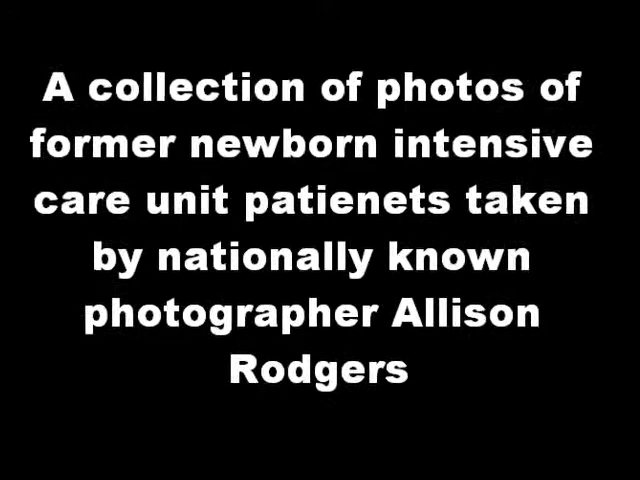 A collection of photos of
former newborn intensive
care unit patienets taken
by nationally known
photographer Allison
Rodgers